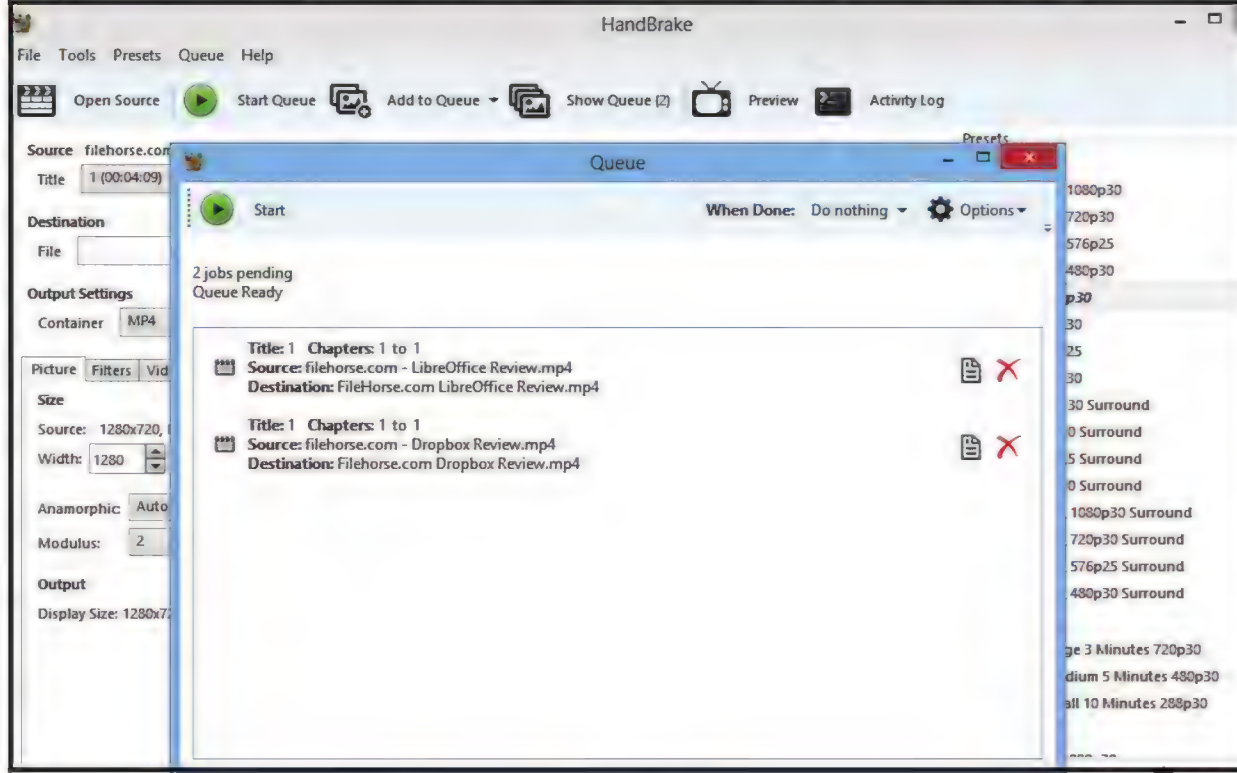 HandBrake
File Tools Presets Queue Help
Open Source Start Queue Add to Queue Show Queue (2) Preview Activity Log
Source filehorse.com
Title 1 (00:04:09)
Destination
File
Output Settings
Container MP4
Picture Filters Vid
Size
Source: 1280x720,
Width: 1280
Anamorphic: Auto
Modulus: 2
Output
Display Size: 1280x72
Queue
Start When Done: Do nothing Options
2 jobs pending
Queue Ready
Title: 1 Chapters: 1 to 1
Source: filehorse.com - LibreOffice Review.mp4
Destination: FileHorse.com LibreOffice Review.mp4
Title: 1 Chapters: 1 to 1
Source: filehorse.com - Dropbox Review.mp4
Destination: Filehorse.com Dropbox Review.mp4
Presets
1080p30
720p30
576p25
480p30
p30
30
25
30
30 Surround
0 Surround
5 Surround
0 Surround
1080p30 Surround
720p30 Surround
576p25 Surround
480p30 Surround
ge 3 Minutes 720p30
dium 5 Minutes 480p30
all 10 Minutes 288p30